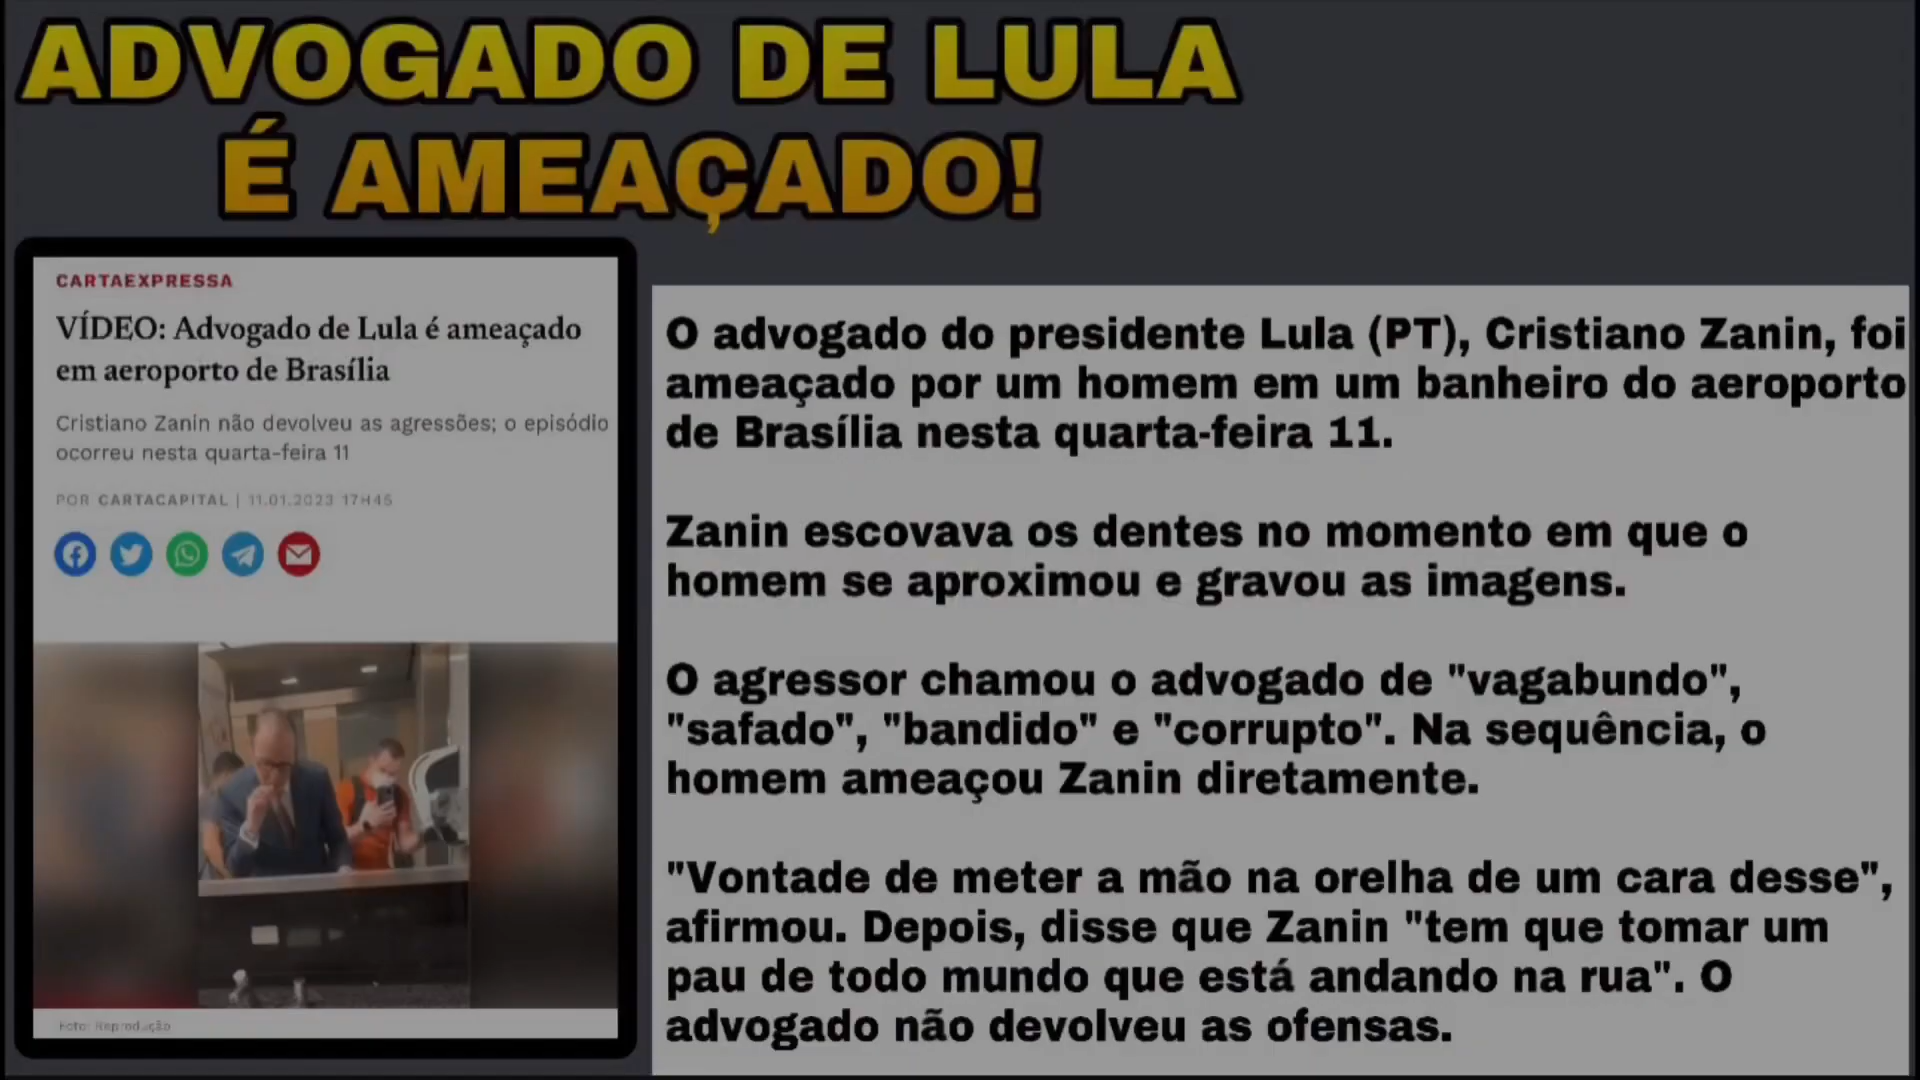 ADVOGADO DE LULA
É AMEAÇADO!
CARTAEXPRESSA
VÍDEO: Advogado de Lula é ameaçado
em aeroporto de Brasília
Cristiano Zanin não devolveu as agressões; o episódio
ocorreu nesta quarta-feira 11
POR CARTACAPITAL | 11.01.2023 17H45
Foto: Reprodução
O advogado do presidente Lula (PT), Cristiano Zanin, foi
ameaçado por um homem em um banheiro do aeroporto
de Brasília nesta quarta-feira 11.
Zanin escovava os dentes no momento em que o
homem se aproximou e gravou as imagens.
O agressor chamou o advogado de "vagabundo",
"safado", "bandido" e "corrupto". Na sequência, o
homem ameaçou Zanin diretamente.
"Vontade de meter a mão na orelha de um cara desse",
afirmou. Depois, disse que Zanin "tem que tomar um
pau de todo mundo que está andando na rua". O
advogado não devolveu as ofensas.